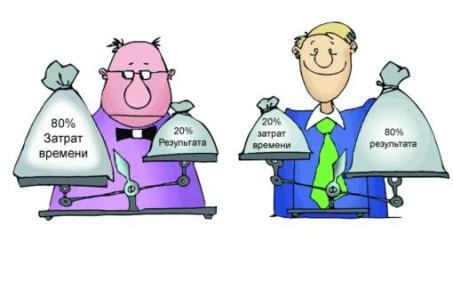 80%
Затрат
времени
20%
Результата
20%
затрат
времени
80%
результата